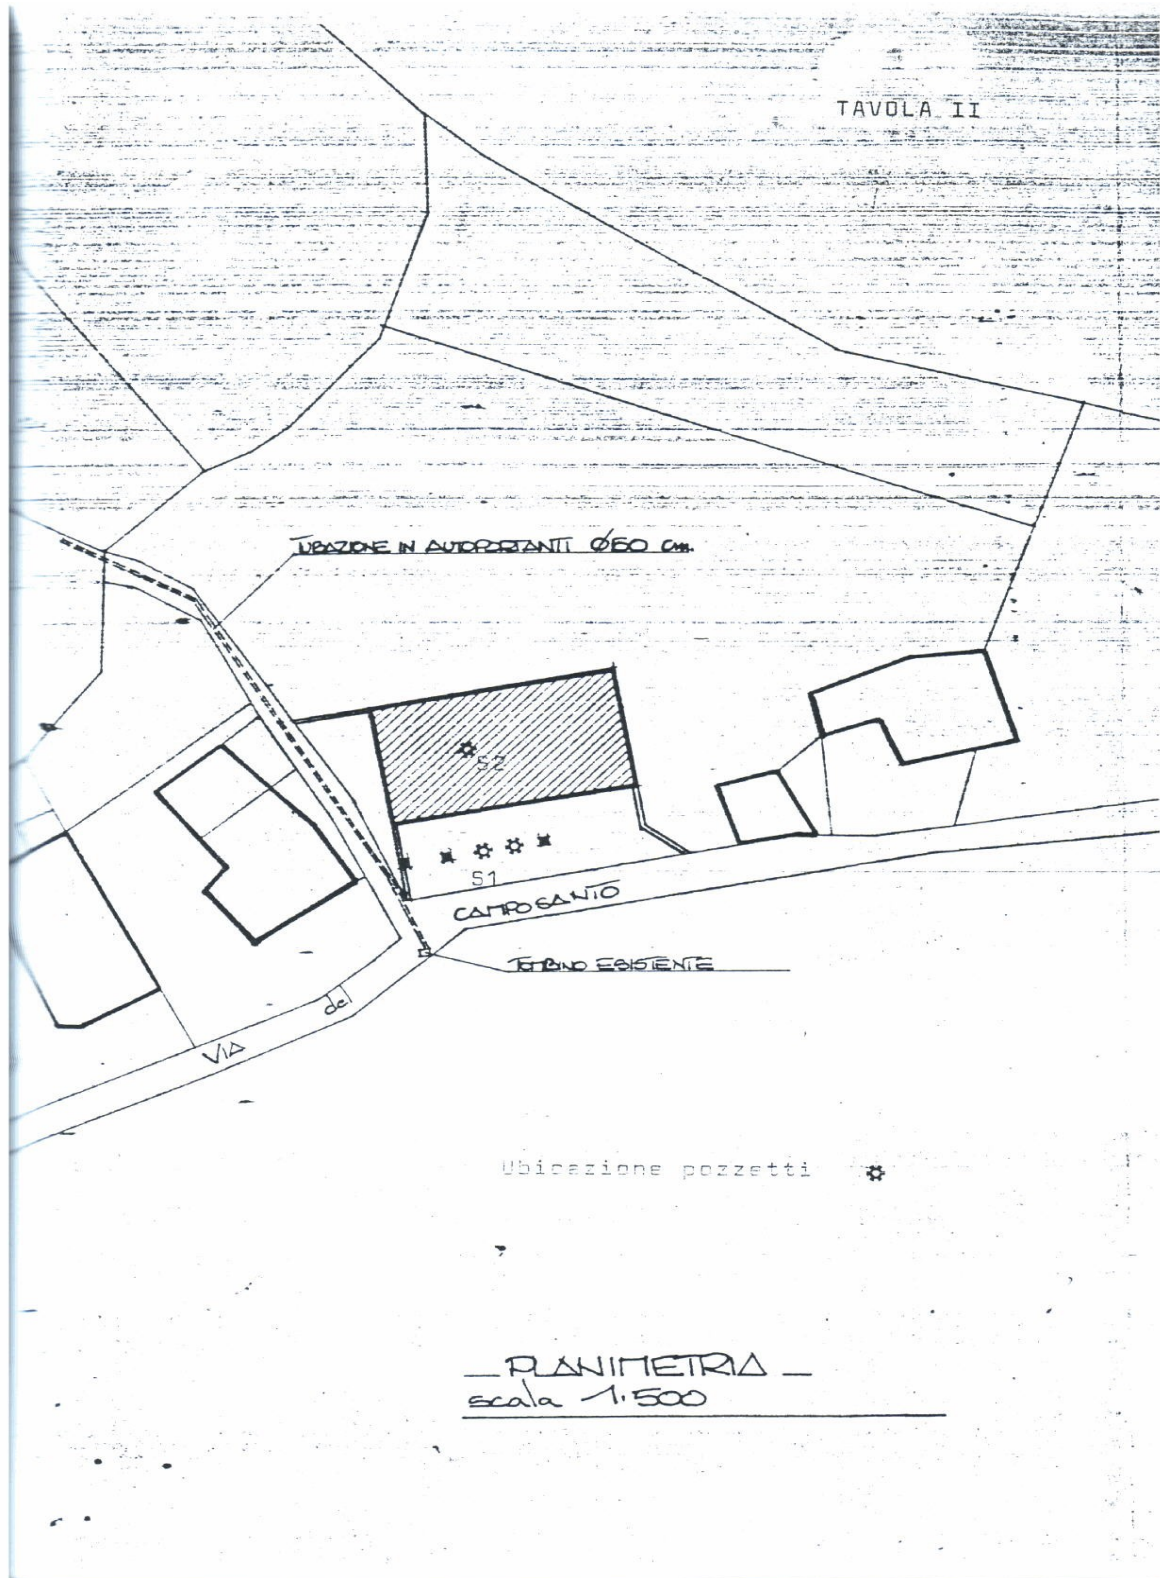 TAVOLA II
TUBAZIONE IN AUTOPORTANTI Ø60 cm.
S2
S1
CAMPOSANTO
TOMBINO ESISTENTE
del
VIA
Ubicazione pozzetti
_ PLANIMETRIA _
scala 1:500